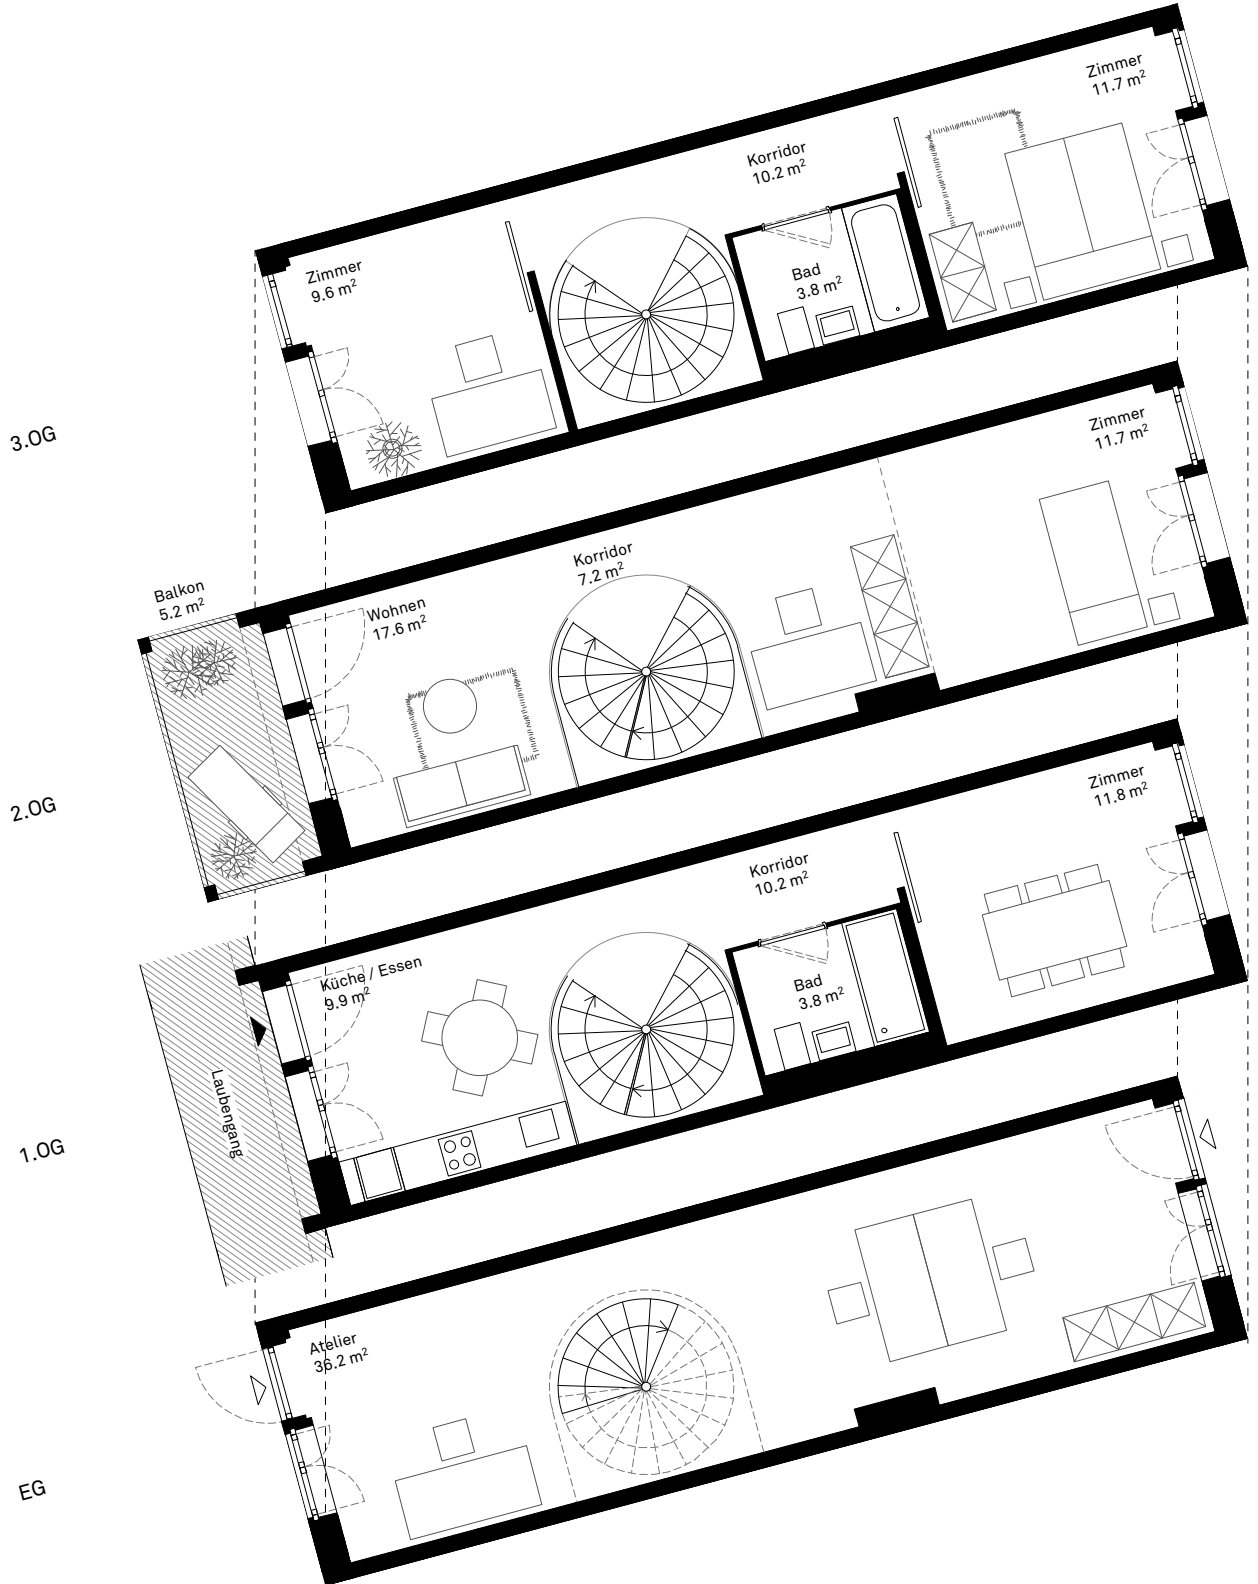 Zimmer
11.7 m²
Korridor
10.2 m²
Zimmer
9.6 m²
Bad
3.8 m²
3.OG
Zimmer
11.7 m²
Korridor
7.2 m²
Balkon
5.2 m²
Wohnen
17.6 m²
2.OG
Zimmer
11.8 m²
Korridor
10.2 m²
Küche / Essen
9.9 m²
Bad
3.8 m²
Laubengang
1.OG
Atelier
36.2 m²
EG